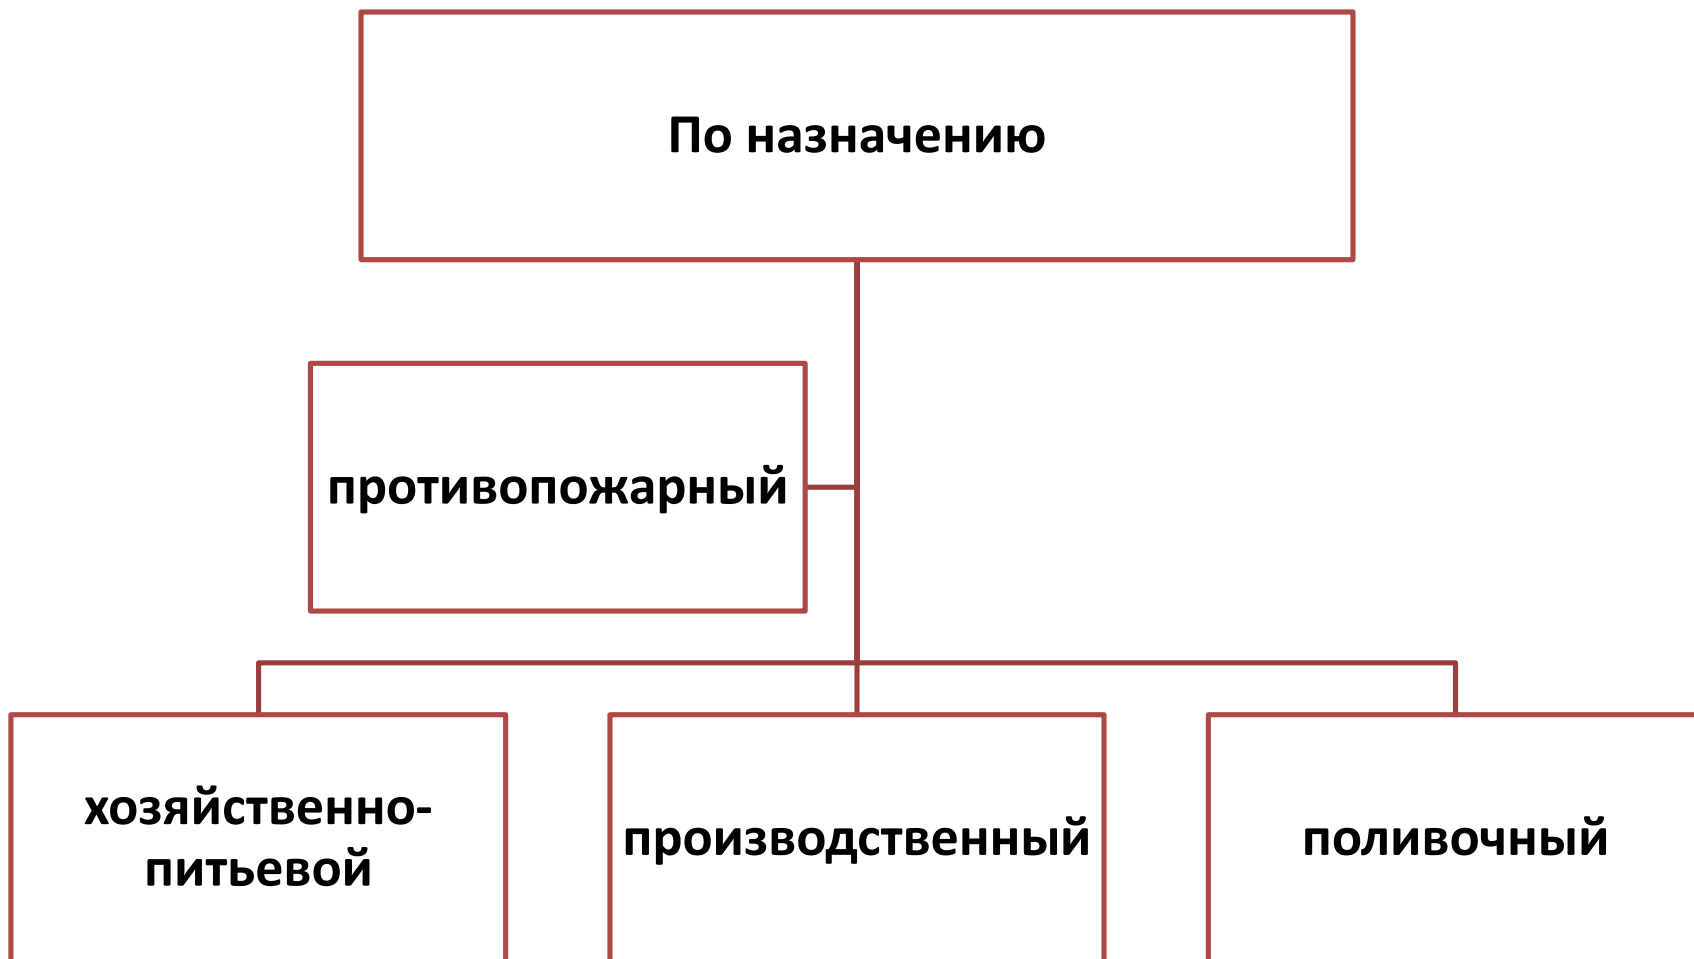 По назначению
противопожарный
хозяйственно-
питьевой
производственный
поливочный